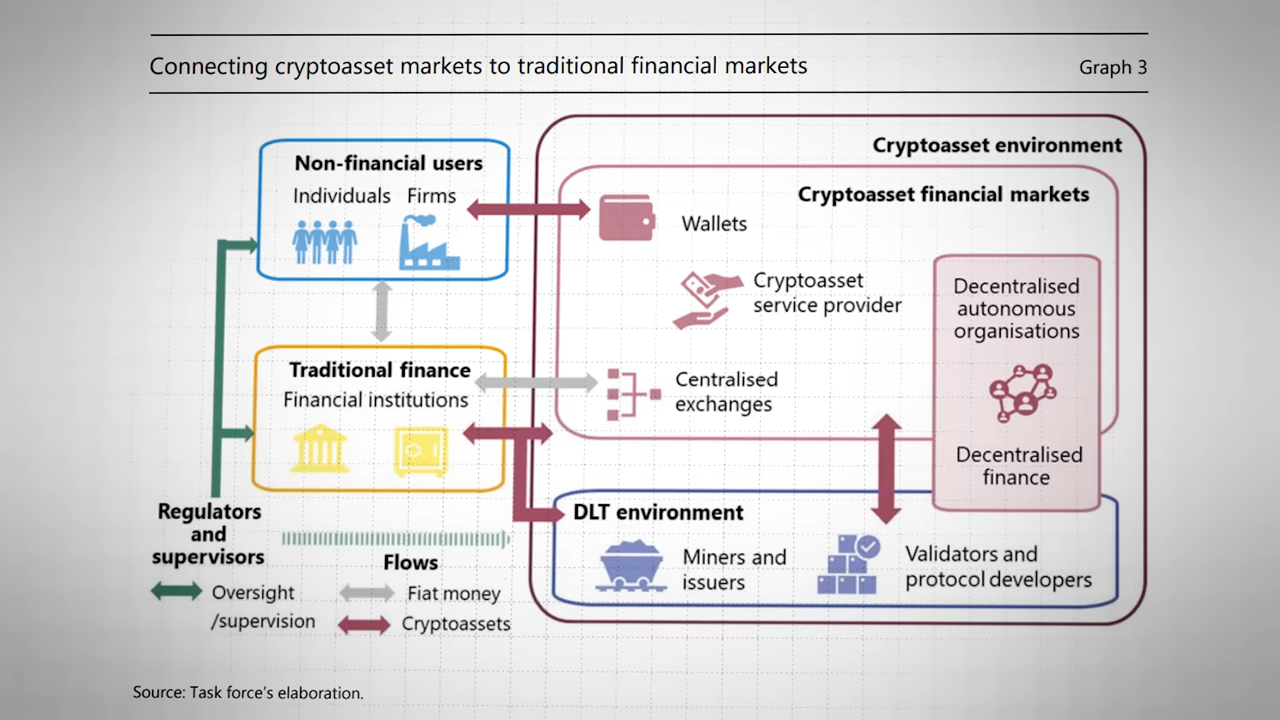 Connecting cryptoasset markets to traditional financial markets
Graph 3
Non-financial users
Individuals Firms
Traditional finance
Financial institutions
Regulators
and
supervisors
Flows
Oversight
/supervision
Fiat money
Cryptoassets
Cryptoasset environment
Cryptoasset financial markets
Wallets
Cryptoasset
service provider
Centralised
exchanges
Decentralised
autonomous
organisations
Decentralised
finance
DLT environment
Miners and
issuers
Validators and
protocol developers
Source: Task force’s elaboration.